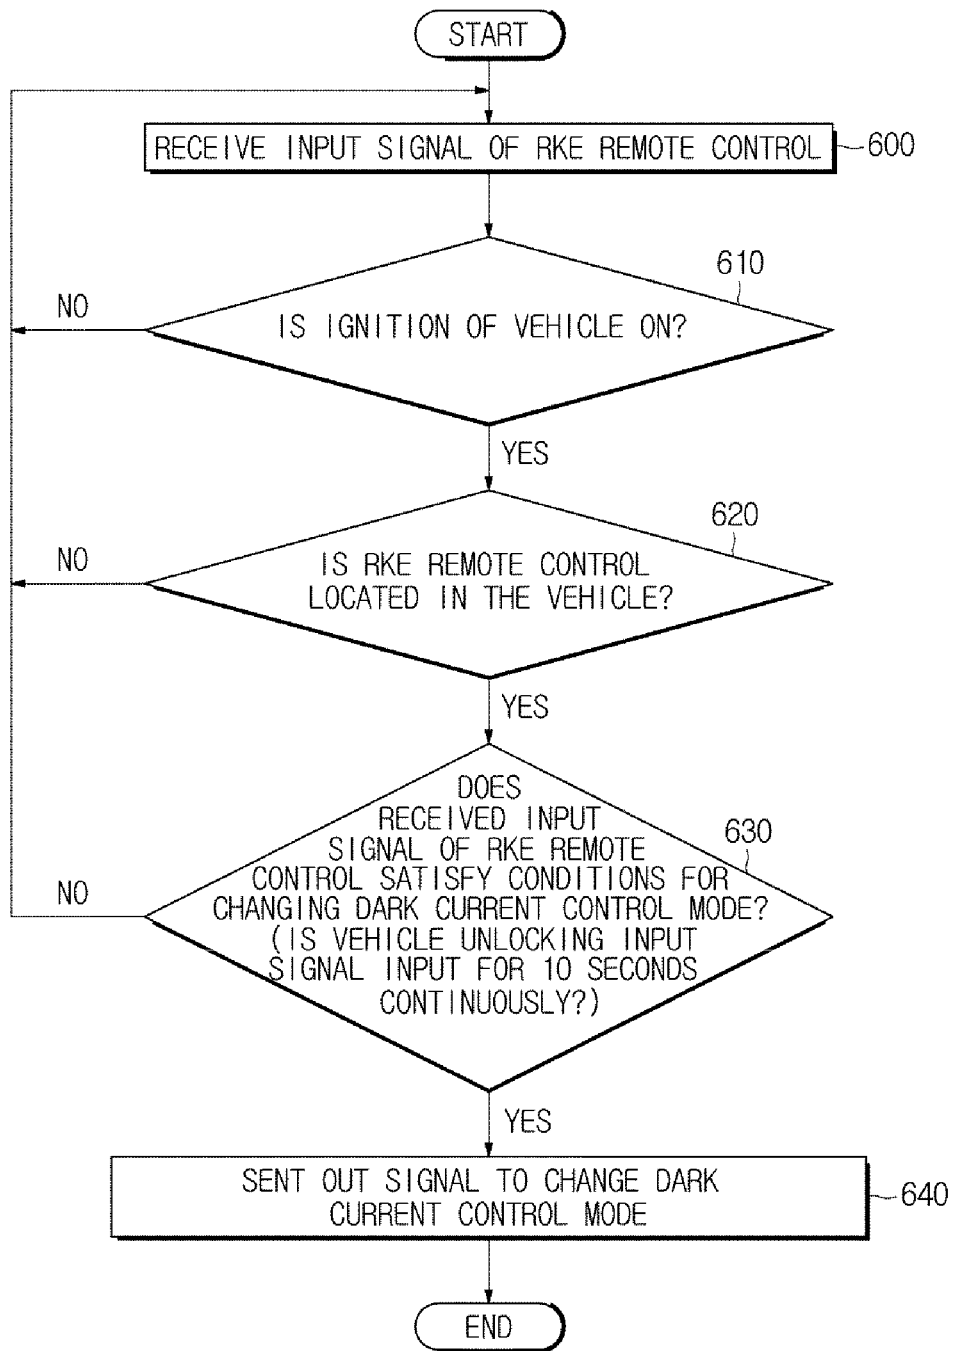 START
RECEIVE INPUT SIGNAL OF RKE REMOTE CONTROL
600
610
IS IGNITION OF VEHICLE ON?
NO
YES
620
IS RKE REMOTE CONTROL
LOCATED IN THE VEHICLE?
NO
YES
630
DOES
RECEIVED INPUT
SIGNAL OF RKE REMOTE
CONTROL SATISFY CONDITIONS FOR
CHANGING DARK CURRENT CONTROL MODE?
(IS VEHICLE UNLOCKING INPUT
SIGNAL INPUT FOR 10 SECONDS
CONTINUOUSLY?)
NO
YES
SENT OUT SIGNAL TO CHANGE DARK
CURRENT CONTROL MODE
640
END